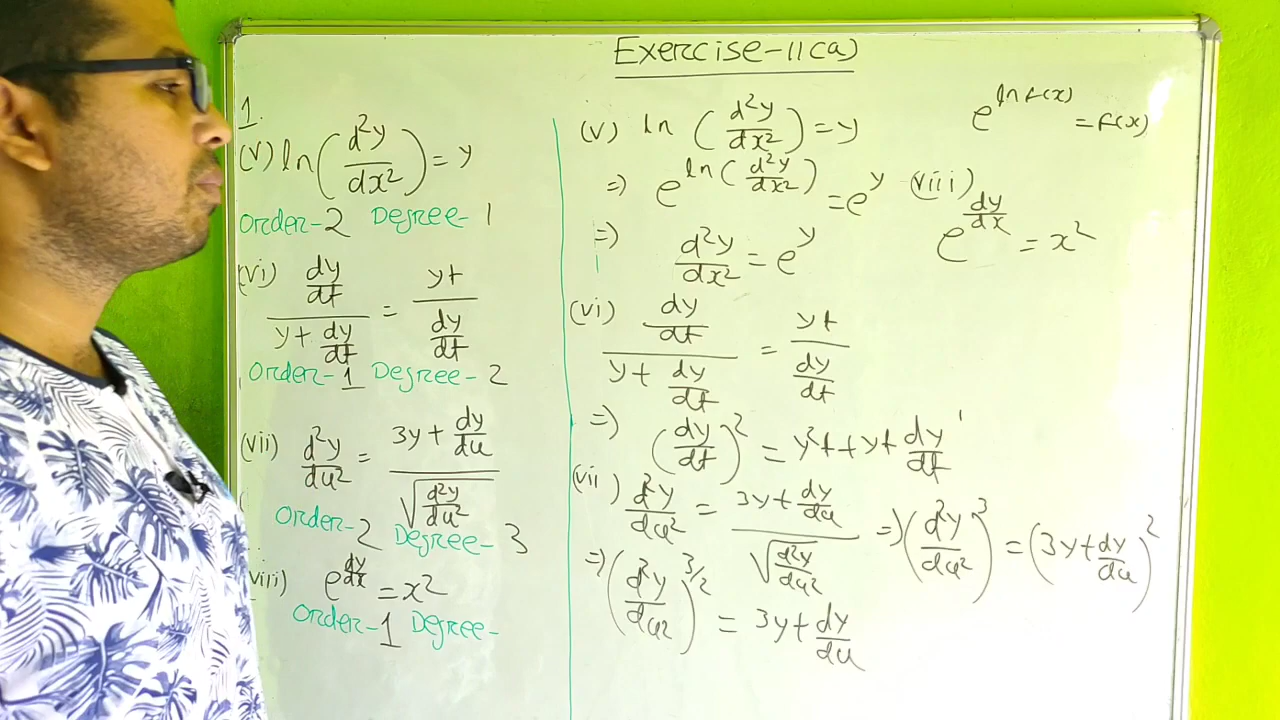 Exercise-11(a)
1.
(v) ln(d²y/dx²) = y
Order-2 Degree-1
(vi) (dy/dt)/(y + dy/dt) = yt/(dy/dt)
Order-1 Degree-2
(vii) d²y/du² = (3y + dy/du)/√(d²y/du²)
Order-2 Degree-3
viii) e^(dy/dx) = x²
Order-1 Degree-
(v) ln (d²y/dx²) = y
⇒ e^(ln(d²y/dx²)) = e^y
⇒ d²y/dx² = e^y
(vi) (dy/dt)/(y + dy/dt) = yt/(dy/dt)
⇒ (dy/dt)² = y²t + yt dy/dt
(vii) d²y/du² = (3y + dy/du)/√(d²y/du²)
⇒ (d²y/du²)^(3/2) = 3y + dy/du
⇒ (d²y/du²)³ = (3y + dy/du)²
e^(ln f(x)) = f(x)
(viii) e^(dy/dx) = x²